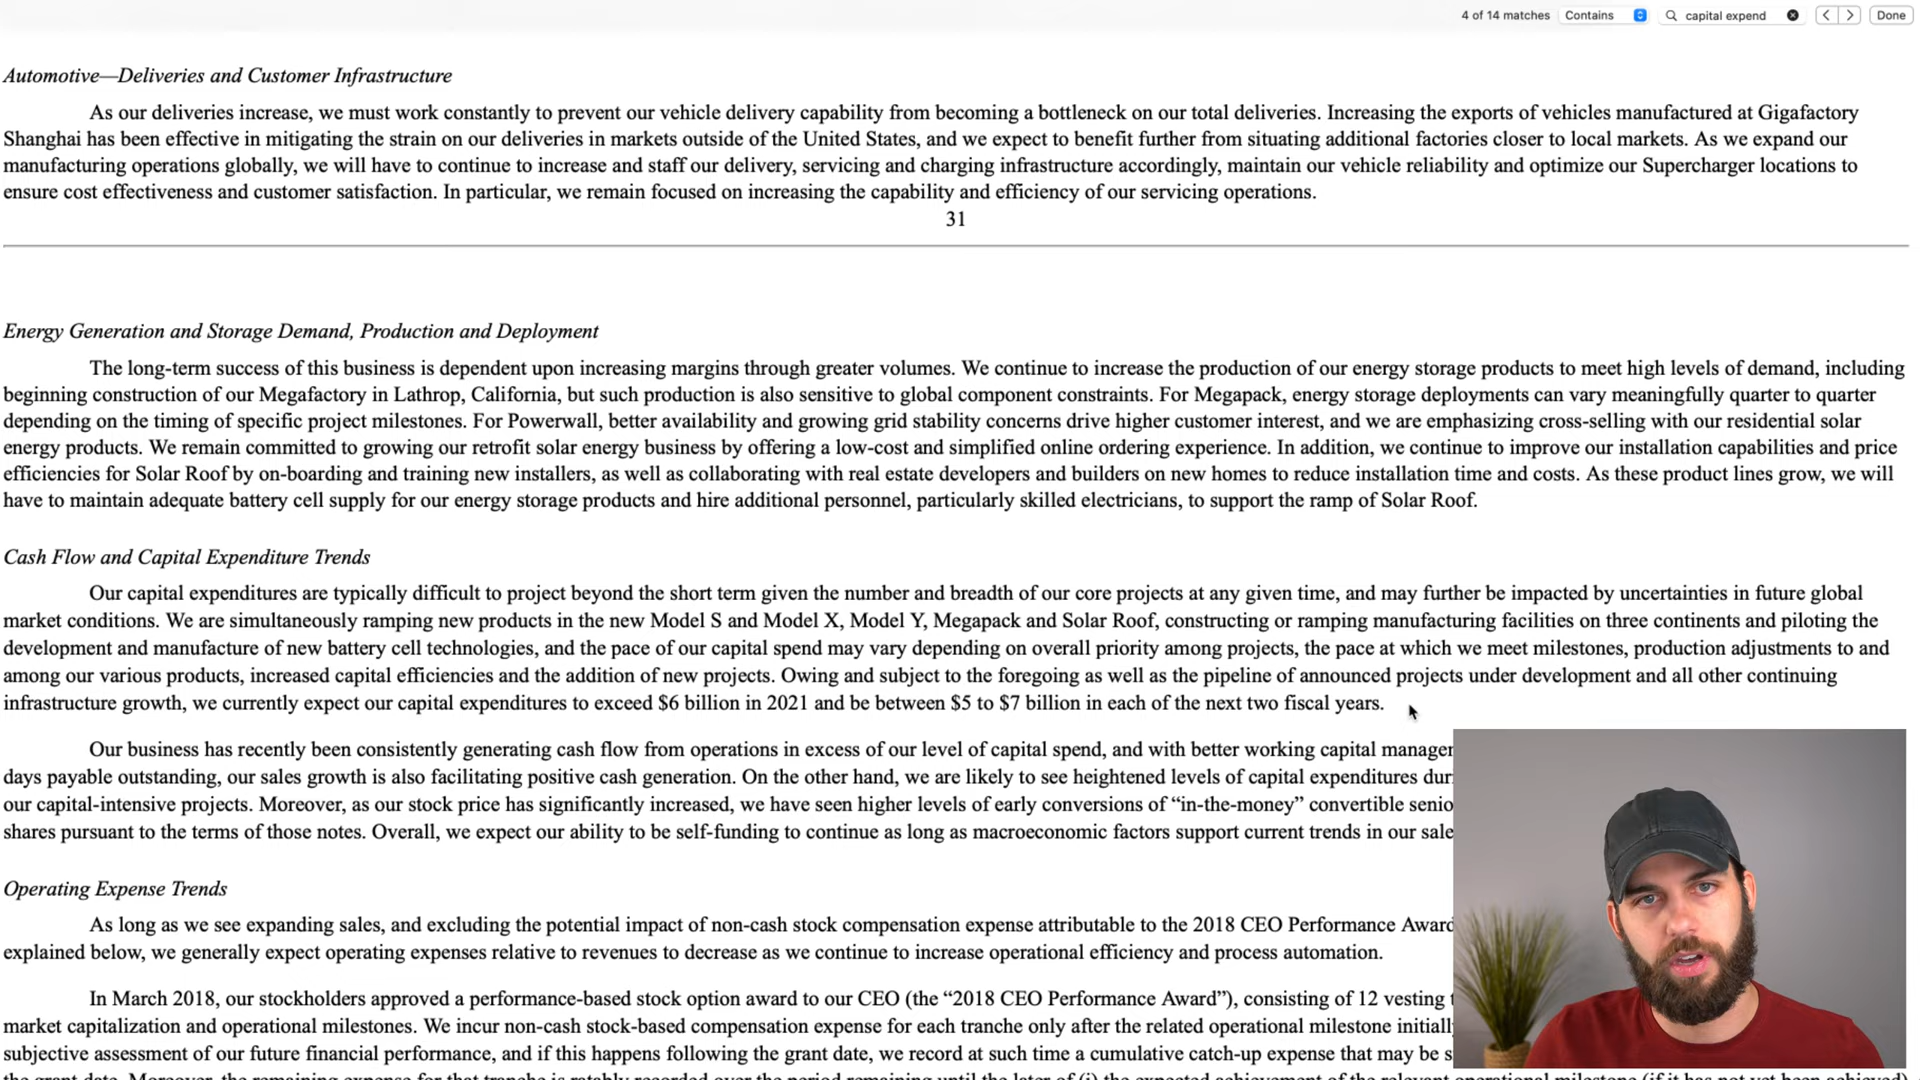 4 of 14 matches Contains capital expend Done
Automotive—Deliveries and Customer Infrastructure
As our deliveries increase, we must work constantly to prevent our vehicle delivery capability from becoming a bottleneck on our total deliveries. Increasing the exports of vehicles manufactured at Gigafactory
Shanghai has been effective in mitigating the strain on our deliveries in markets outside of the United States, and we expect to benefit further from situating additional factories closer to local markets. As we expand our
manufacturing operations globally, we will have to continue to increase and staff our delivery, servicing and charging infrastructure accordingly, maintain our vehicle reliability and optimize our Supercharger locations to
ensure cost effectiveness and customer satisfaction. In particular, we remain focused on increasing the capability and efficiency of our servicing operations.
31
Energy Generation and Storage Demand, Production and Deployment
The long-term success of this business is dependent upon increasing margins through greater volumes. We continue to increase the production of our energy storage products to meet high levels of demand, including
beginning construction of our Megafactory in Lathrop, California, but such production is also sensitive to global component constraints. For Megapack, energy storage deployments can vary meaningfully quarter to quarter
depending on the timing of specific project milestones. For Powerwall, better availability and growing grid stability concerns drive higher customer interest, and we are emphasizing cross-selling with our residential solar
energy products. We remain committed to growing our retrofit solar energy business by offering a low-cost and simplified online ordering experience. In addition, we continue to improve our installation capabilities and price
efficiencies for Solar Roof by on-boarding and training new installers, as well as collaborating with real estate developers and builders on new homes to reduce installation time and costs. As these product lines grow, we will
have to maintain adequate battery cell supply for our energy storage products and hire additional personnel, particularly skilled electricians, to support the ramp of Solar Roof.
Cash Flow and Capital Expenditure Trends
Our capital expenditures are typically difficult to project beyond the short term given the number and breadth of our core projects at any given time, and may further be impacted by uncertainties in future global
market conditions. We are simultaneously ramping new products in the new Model S and Model X, Model Y, Megapack and Solar Roof, constructing or ramping manufacturing facilities on three continents and piloting the
development and manufacture of new battery cell technologies, and the pace of our capital spend may vary depending on overall priority among projects, the pace at which we meet milestones, production adjustments to and
among our various products, increased capital efficiencies and the addition of new projects. Owing and subject to the foregoing as well as the pipeline of announced projects under development and all other continuing
infrastructure growth, we currently expect our capital expenditures to exceed $6 billion in 2021 and be between $5 to $7 billion in each of the next two fiscal years.
Our business has recently been consistently generating cash flow from operations in excess of our level of capital spend, and with better working capital manager
days payable outstanding, our sales growth is also facilitating positive cash generation. On the other hand, we are likely to see heightened levels of capital expenditures dur
our capital-intensive projects. Moreover, as our stock price has significantly increased, we have seen higher levels of early conversions of “in-the-money” convertible senio
shares pursuant to the terms of those notes. Overall, we expect our ability to be self-funding to continue as long as macroeconomic factors support current trends in our sale
Operating Expense Trends
As long as we see expanding sales, and excluding the potential impact of non-cash stock compensation expense attributable to the 2018 CEO Performance Award
explained below, we generally expect operating expenses relative to revenues to decrease as we continue to increase operational efficiency and process automation.
In March 2018, our stockholders approved a performance-based stock option award to our CEO (the “2018 CEO Performance Award”), consisting of 12 vesting
market capitalization and operational milestones. We incur non-cash stock-based compensation expense for each tranche only after the related operational milestone initiall
subjective assessment of our future financial performance, and if this happens following the grant date, we record at such time a cumulative catch-up expense that may be s